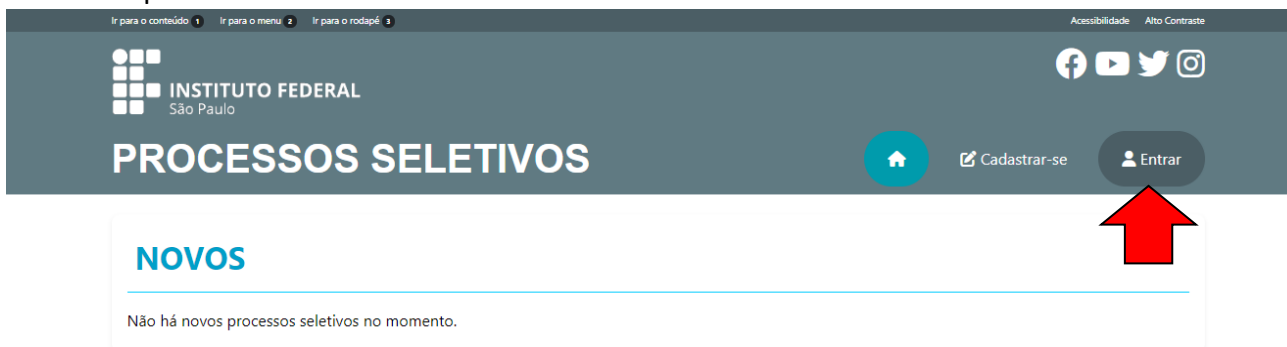 Ir para o conteúdo 1 Ir para o menu 2 Ir para o rodapé 3 Acessibilidade Alto Contraste
INSTITUTO FEDERAL
São Paulo
PROCESSOS SELETIVOS Cadastrar-se Entrar
NOVOS
Não há novos processos seletivos no momento.